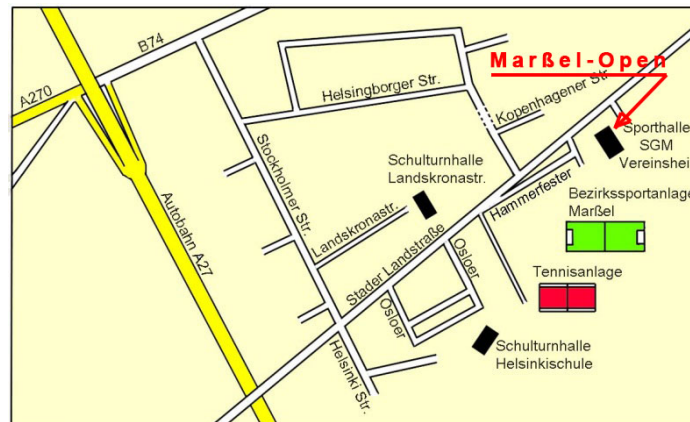 B74
A270
Marßel-Open
Helsingborger Str.
Kopenhagener Str.
Sporthalle
SGM
Vereinshei
Stockholmer Str.
Schulturnhalle
Landskronastr.
Hammerfester
Autobahn A27
Landskronastr.
Bezirkssportanlage
Marßel
Stader Landstraße
Osloer
Tennisanlage
Osloer
Helsinki Str.
Schulturnhalle
Helsinkischule